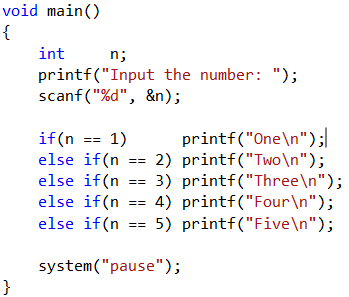 void main()
{
    int     n;
    printf("Input the number: ");
    scanf("%d", &n);

    if(n == 1)      printf("One\n");
    else if(n == 2) printf("Two\n");
    else if(n == 3) printf("Three\n");
    else if(n == 4) printf("Four\n");
    else if(n == 5) printf("Five\n");

    system("pause");
}